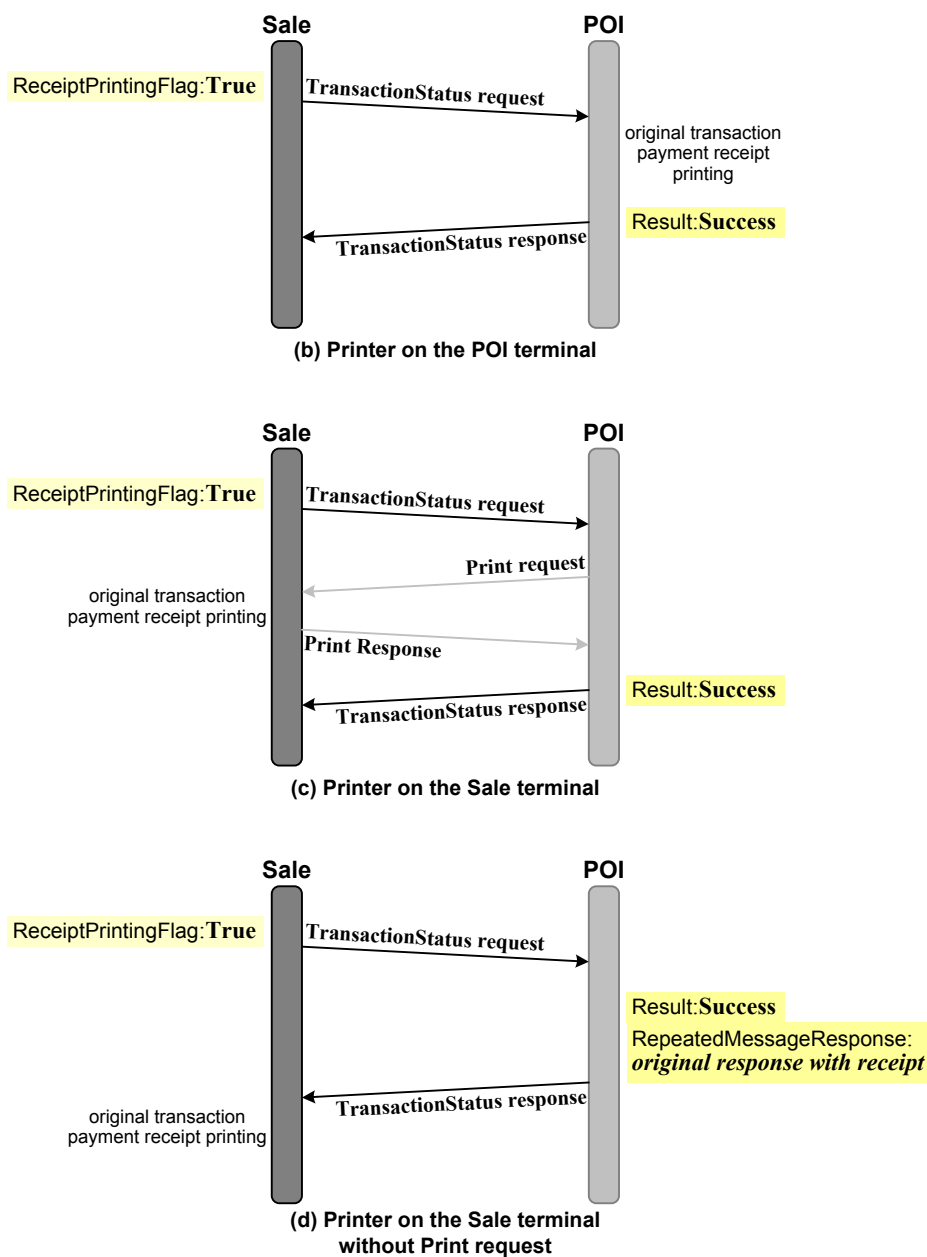 Sale
POI
ReceiptPrintingFlag:True
TransactionStatus request
original transaction
payment receipt
printing
Result:Success
TransactionStatus response
(b) Printer on the POI terminal
Sale
POI
ReceiptPrintingFlag:True
TransactionStatus request
Print request
original transaction
payment receipt printing
Print Response
Result:Success
TransactionStatus response
(c) Printer on the Sale terminal
Sale
POI
ReceiptPrintingFlag:True
TransactionStatus request
Result:Success
RepeatedMessageResponse:
original response with receipt
TransactionStatus response
original transaction
payment receipt printing
(d) Printer on the Sale terminal
without Print request